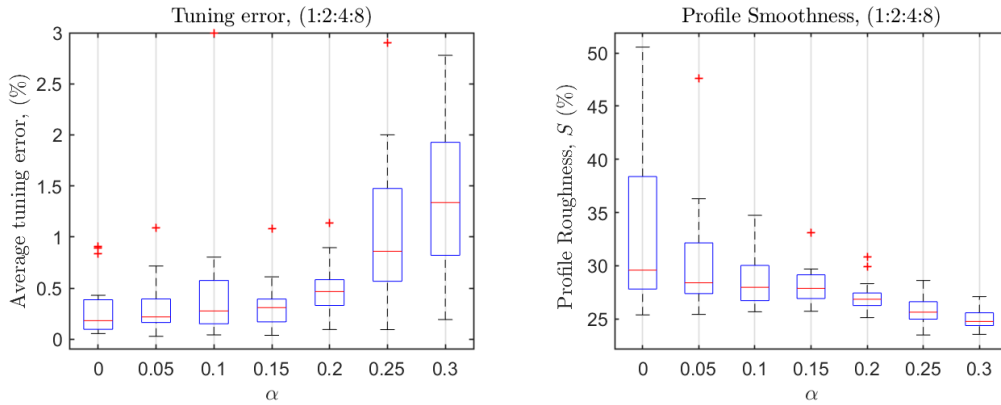 Tuning error, (1:2:4:8)
3
2.5
2
1.5
1
0.5
0
Average tuning error, (%)
0 0.05 0.1 0.15 0.2 0.25 0.3
α
Profile Smoothness, (1:2:4:8)
50
45
40
35
30
25
Profile Roughness, S (%)
0 0.05 0.1 0.15 0.2 0.25 0.3
α